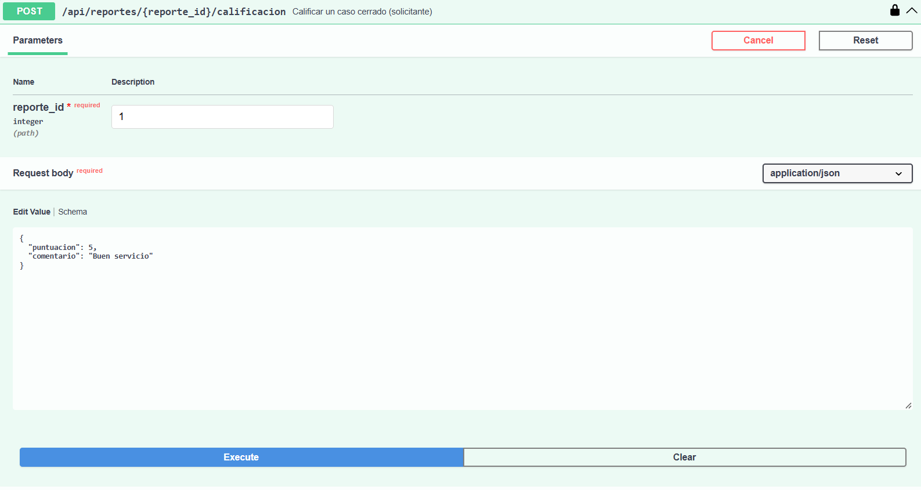 POST /api/reportes/{reporte_id}/calificacion Calificar un caso cerrado (solicitante)
Parameters Cancel Reset
Name Description
reporte_id * required 1
integer
(path)
Request body required application/json
Edit Value | Schema
{
  "puntuacion": 5,
  "comentario": "Buen servicio"
}
Execute Clear